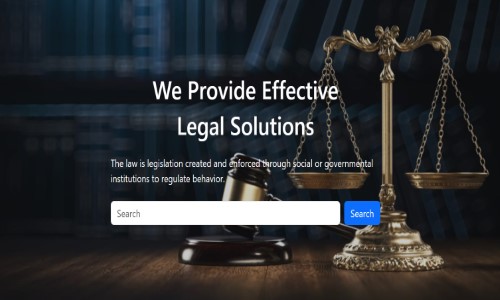 We Provide Effective
Legal Solutions
The law is legislation created and enforced through social or governmental
institutions to regulate behavior.
Search
Search